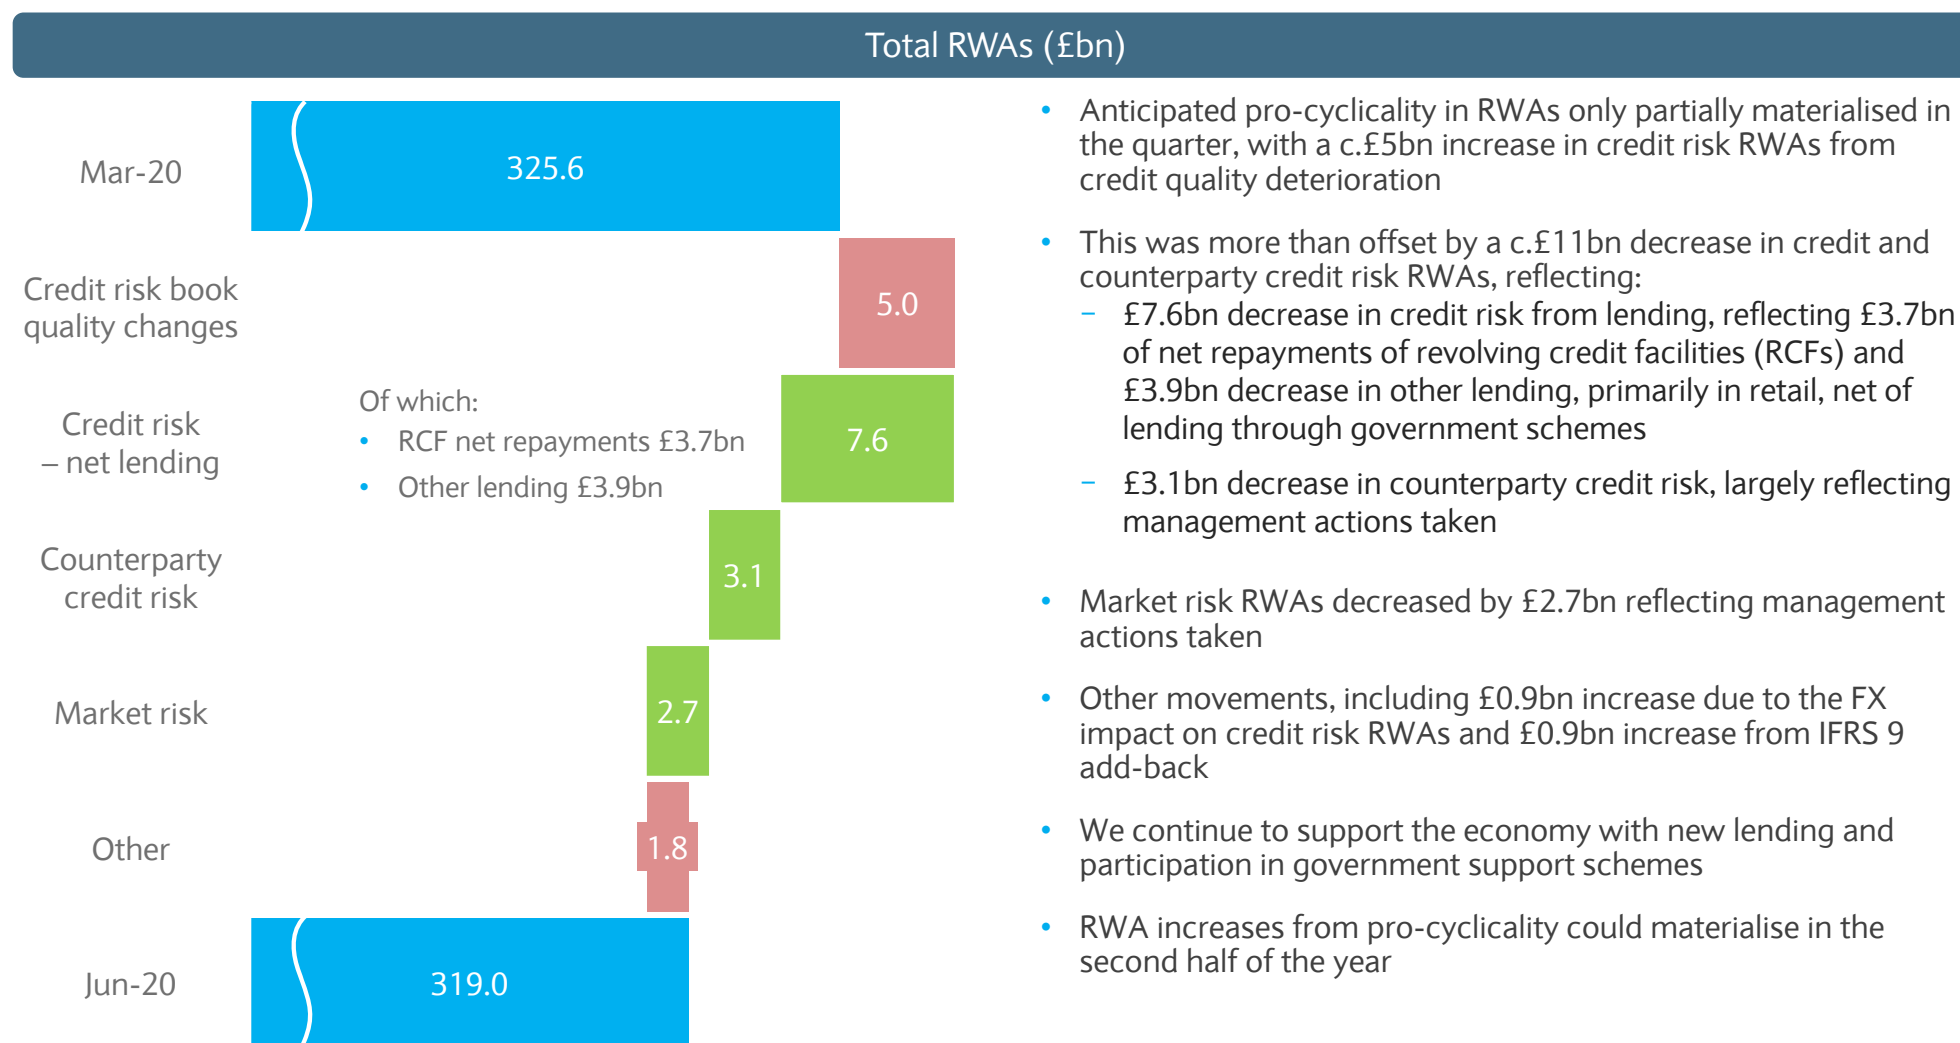 Total RWAs (£bn)
Mar-20
325.6
Credit risk book
quality changes
5.0
Credit risk
– net lending
Of which:
• RCF net repayments £3.7bn
• Other lending £3.9bn
7.6
Counterparty
credit risk
3.1
Market risk
2.7
Other
1.8
Jun-20
319.0
• Anticipated pro-cyclicality in RWAs only partially materialised in
the quarter, with a c.£5bn increase in credit risk RWAs from
credit quality deterioration
• This was more than offset by a c.£11bn decrease in credit and
counterparty credit risk RWAs, reflecting:
– £7.6bn decrease in credit risk from lending, reflecting £3.7bn
of net repayments of revolving credit facilities (RCFs) and
£3.9bn decrease in other lending, primarily in retail, net of
lending through government schemes
– £3.1bn decrease in counterparty credit risk, largely reflecting
management actions taken
• Market risk RWAs decreased by £2.7bn reflecting management
actions taken
• Other movements, including £0.9bn increase due to the FX
impact on credit risk RWAs and £0.9bn increase from IFRS 9
add-back
• We continue to support the economy with new lending and
participation in government support schemes
• RWA increases from pro-cyclicality could materialise in the
second half of the year